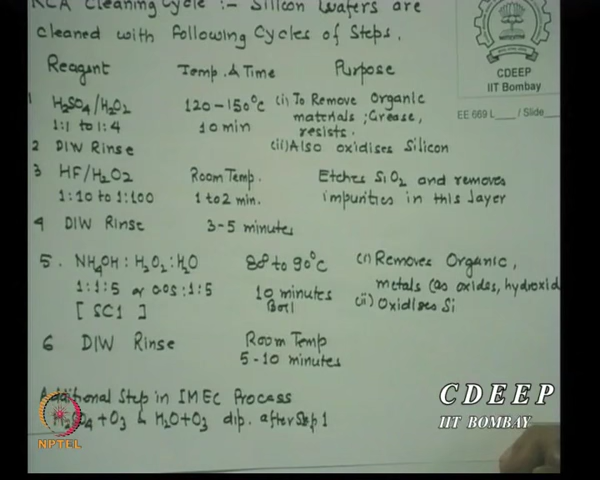 RCA Cleaning Cycle :- Silicon Wafers are
cleaned with following Cycles of Steps.
Reagent Temp. & Time Purpose
1 H2SO4/H2O2 120-150°C (i) To Remove Organic
1:1 to 1:4 10 min materials; Grease,
resists.
2 DIW Rinse (ii) Also oxidises Silicon
3 HF/H2O2 Room Temp. Etches SiO2 and removes
1:10 to 1:100 1 to 2 min. impurities in this layer
4 DIW Rinse 3-5 minutes
5. NH4OH : H2O2 : H2O 80 to 90°C (i) Removes Organic,
1:1:5 or 0.05:1:5 10 minutes metals (as oxides, hydroxid
[ SC1 ] Boil (ii) Oxidises Si
6 DIW Rinse Room Temp
5-10 minutes
Additional Step in IMEC Process
H2SO4 + O3 & H2O+O3 dip. after Step 1
CDEEP
IIT Bombay
EE 669 L___ / Slide___
CDEEP
IIT BOMBAY
NPTEL